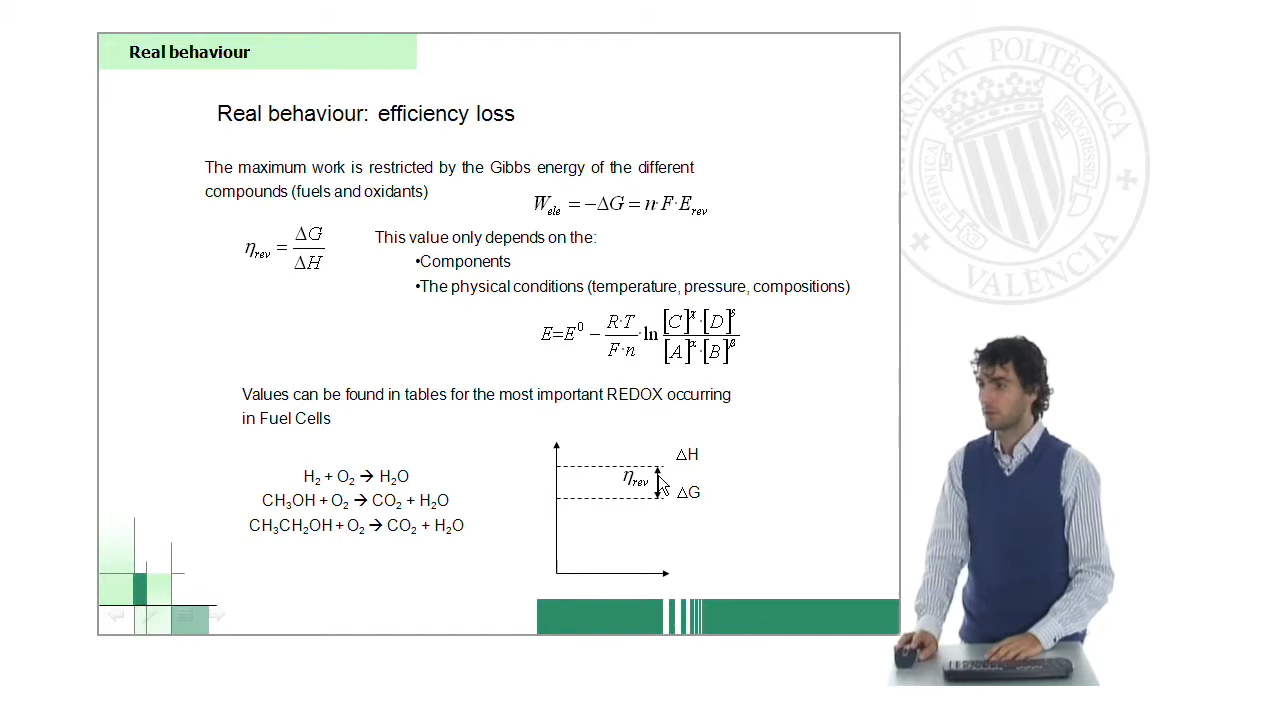 Real behaviour
Real behaviour: efficiency loss
The maximum work is restricted by the Gibbs energy of the different
compounds (fuels and oxidants)
W_ele = −ΔG = n·F·E_rev
η_rev = ΔG / ΔH
This value only depends on the:
•Components
•The physical conditions (temperature, pressure, compositions)
E=E⁰ − (R·T / F·n)·ln([C]^χ·[D]^δ / [A]^α·[B]^β)
Values can be found in tables for the most important REDOX occurring
in Fuel Cells
H₂ + O₂ → H₂O
CH₃OH + O₂ → CO₂ + H₂O
CH₃CH₂OH + O₂ → CO₂ + H₂O
ΔH
η_rev
ΔG
UNIVERSITAT POLITÈCNICA
TECHNICA
PROGRESSIO
EN
VALÈNCIA